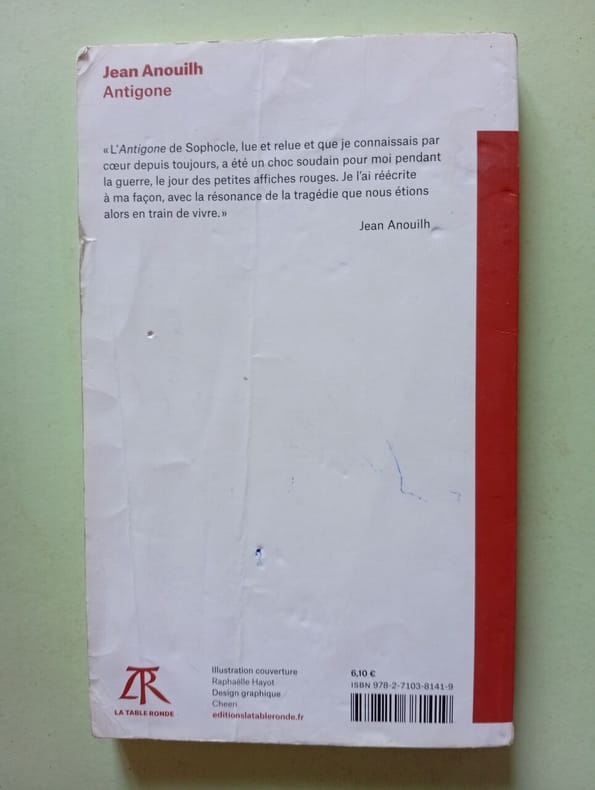 Jean Anouilh
Antigone
« L'Antigone de Sophocle, lue et relue et que je connaissais par
cœur depuis toujours, a été un choc soudain pour moi pendant
la guerre, le jour des petites affiches rouges. Je l'ai réécrite
à ma façon, avec la résonance de la tragédie que nous étions
alors en train de vivre. »
Jean Anouilh
LA TABLE RONDE
Illustration couverture
Raphaëlle Hayot
Design graphique
Cheeri
editionslatableronde.fr
6,10 €
ISBN 978-2-7103-8141-9